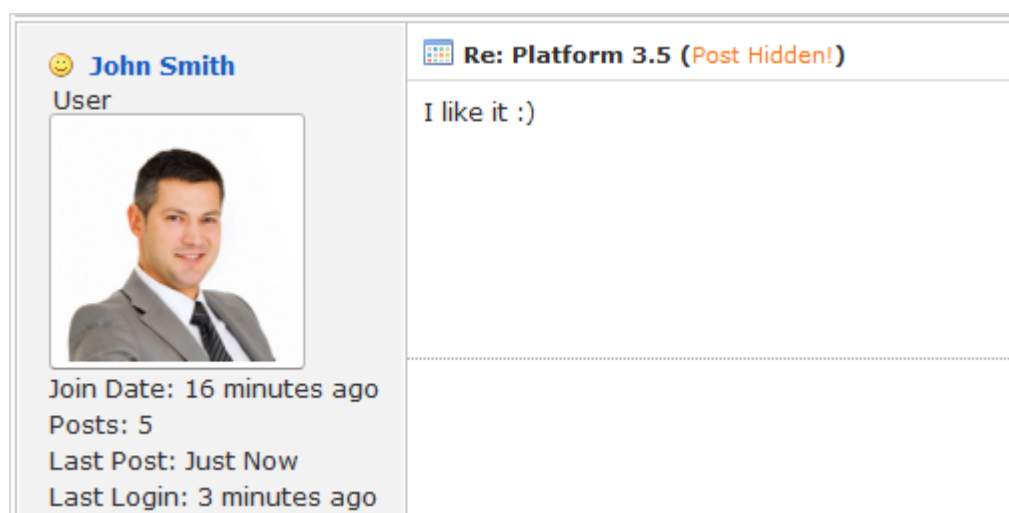 John Smith
User
Join Date: 16 minutes ago
Posts: 5
Last Post: Just Now
Last Login: 3 minutes ago
Re: Platform 3.5 (Post Hidden!)
I like it :)